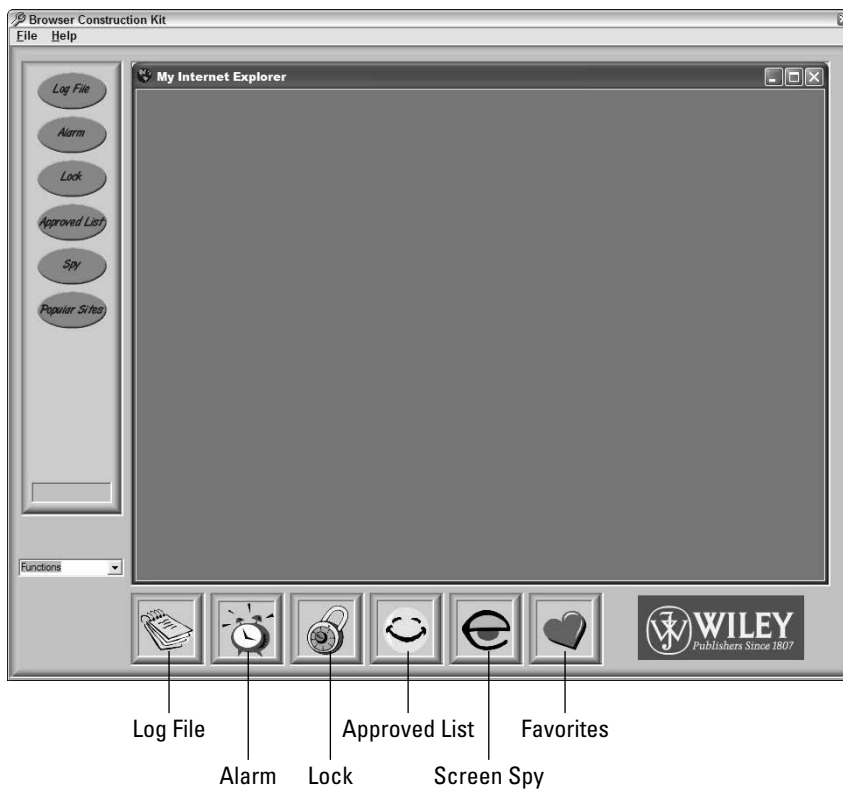 Browser Construction Kit
File Help
My Internet Explorer
Log File
Alarm
Lock
Approved List
Spy
Popular Sites
Functions
WILEY
Publishers Since 1807
Log File
Approved List
Favorites
Alarm
Lock
Screen Spy